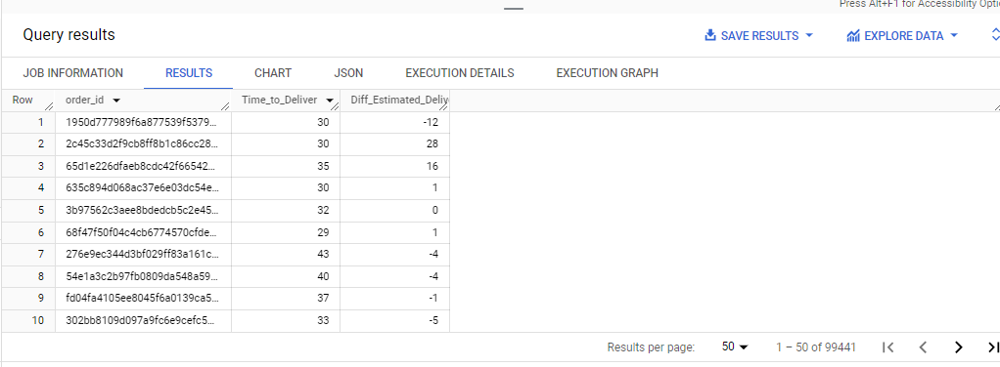 Press Alt+F1 for Accessibility Optio
Query results
SAVE RESULTS
EXPLORE DATA
JOB INFORMATION RESULTS CHART JSON EXECUTION DETAILS EXECUTION GRAPH
Row order_id Time_to_Deliver Diff_Estimated_Delive
1 1950d777989f6a877539f5379... 30 -12
2 2c45c33d2f9cb8ff8b1c86cc28... 30 28
3 65d1e226dfaeb8cdc42f66542... 35 16
4 635c894d068ac37e6e03dc54e... 30 1
5 3b97562c3aee8bdedcb5c2e45... 32 0
6 68f47f50f04c4cb6774570cfde... 29 1
7 276e9ec344d3bf029ff83a161c... 43 -4
8 54e1a3c2b97fb0809da548a59... 40 -4
9 fd04fa4105ee8045f6a0139ca5... 37 -1
10 302bb8109d097a9fc6e9cefc5... 33 -5
Results per page: 50 1 – 50 of 99441